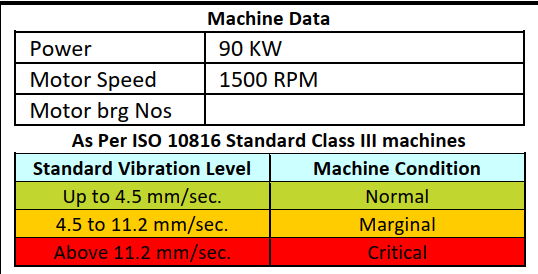 Machine Data
Power 90 KW
Motor Speed 1500 RPM
Motor brg Nos
As Per ISO 10816 Standard Class III machines
Standard Vibration Level Machine Condition
Up to 4.5 mm/sec. Normal
4.5 to 11.2 mm/sec. Marginal
Above 11.2 mm/sec. Critical